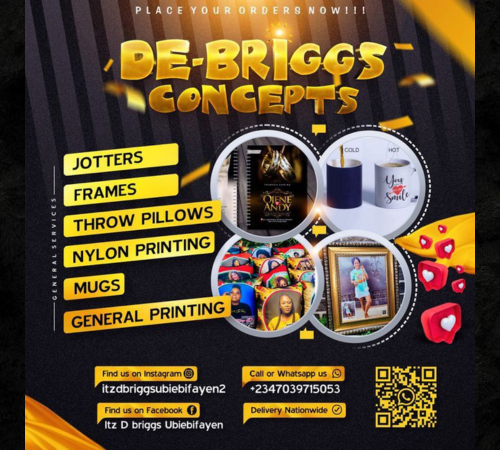 PLACE YOUR ORDERS NOW!!!
DE-BRIGGS
CONCEPTS
GENERAL SERVICES
JOTTERS
FRAMES
THROW PILLOWS
NYLON PRINTING
MUGS
GENERAL PRINTING
OJENE
ANDY
COLD
HOT
You
Smile
Find us on Instagram
itzdbriggsubiebifayen2
Find us on Facebook
Itz D briggs Ubiebifayen
Call or Whatsapp us
+2347039715053
Delivery Nationwide